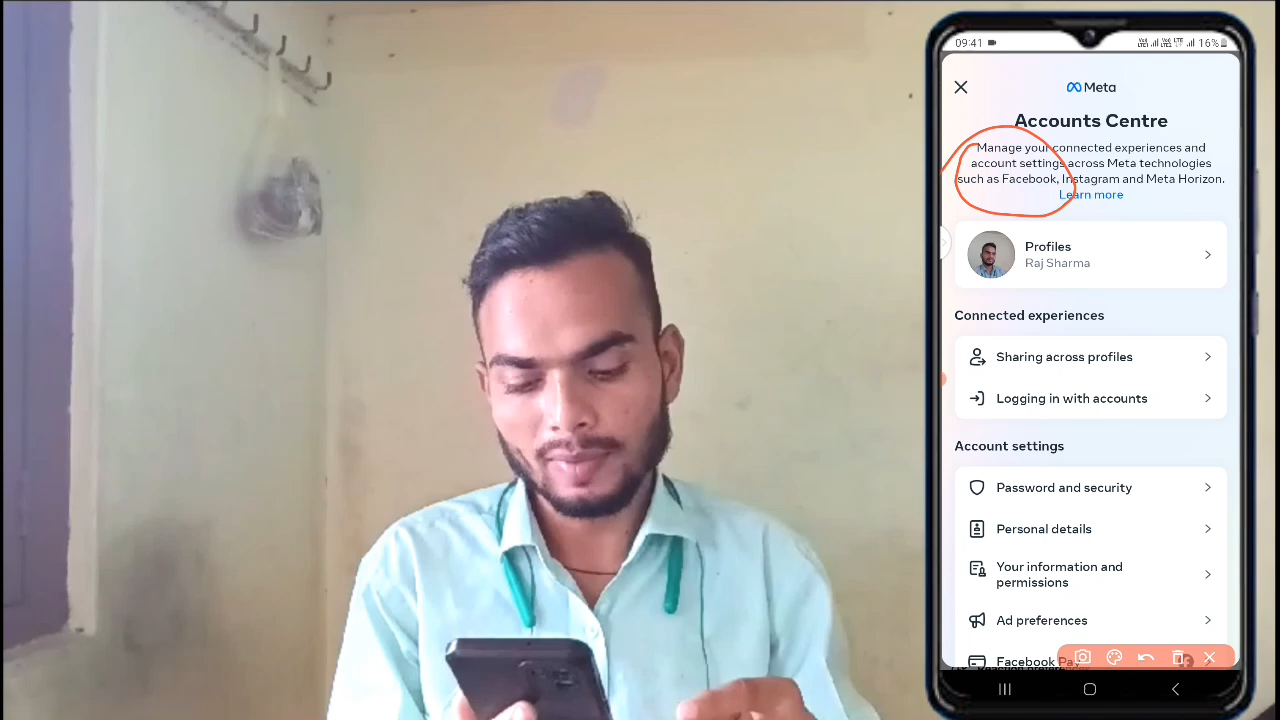 09:41
16%
Meta
Accounts Centre
Manage your connected experiences and
account settings across Meta technologies
such as Facebook, Instagram and Meta Horizon.
Learn more
Profiles
Raj Sharma
Connected experiences
Sharing across profiles
Logging in with accounts
Account settings
Password and security
Personal details
Your information and
permissions
Ad preferences
Facebook Pay